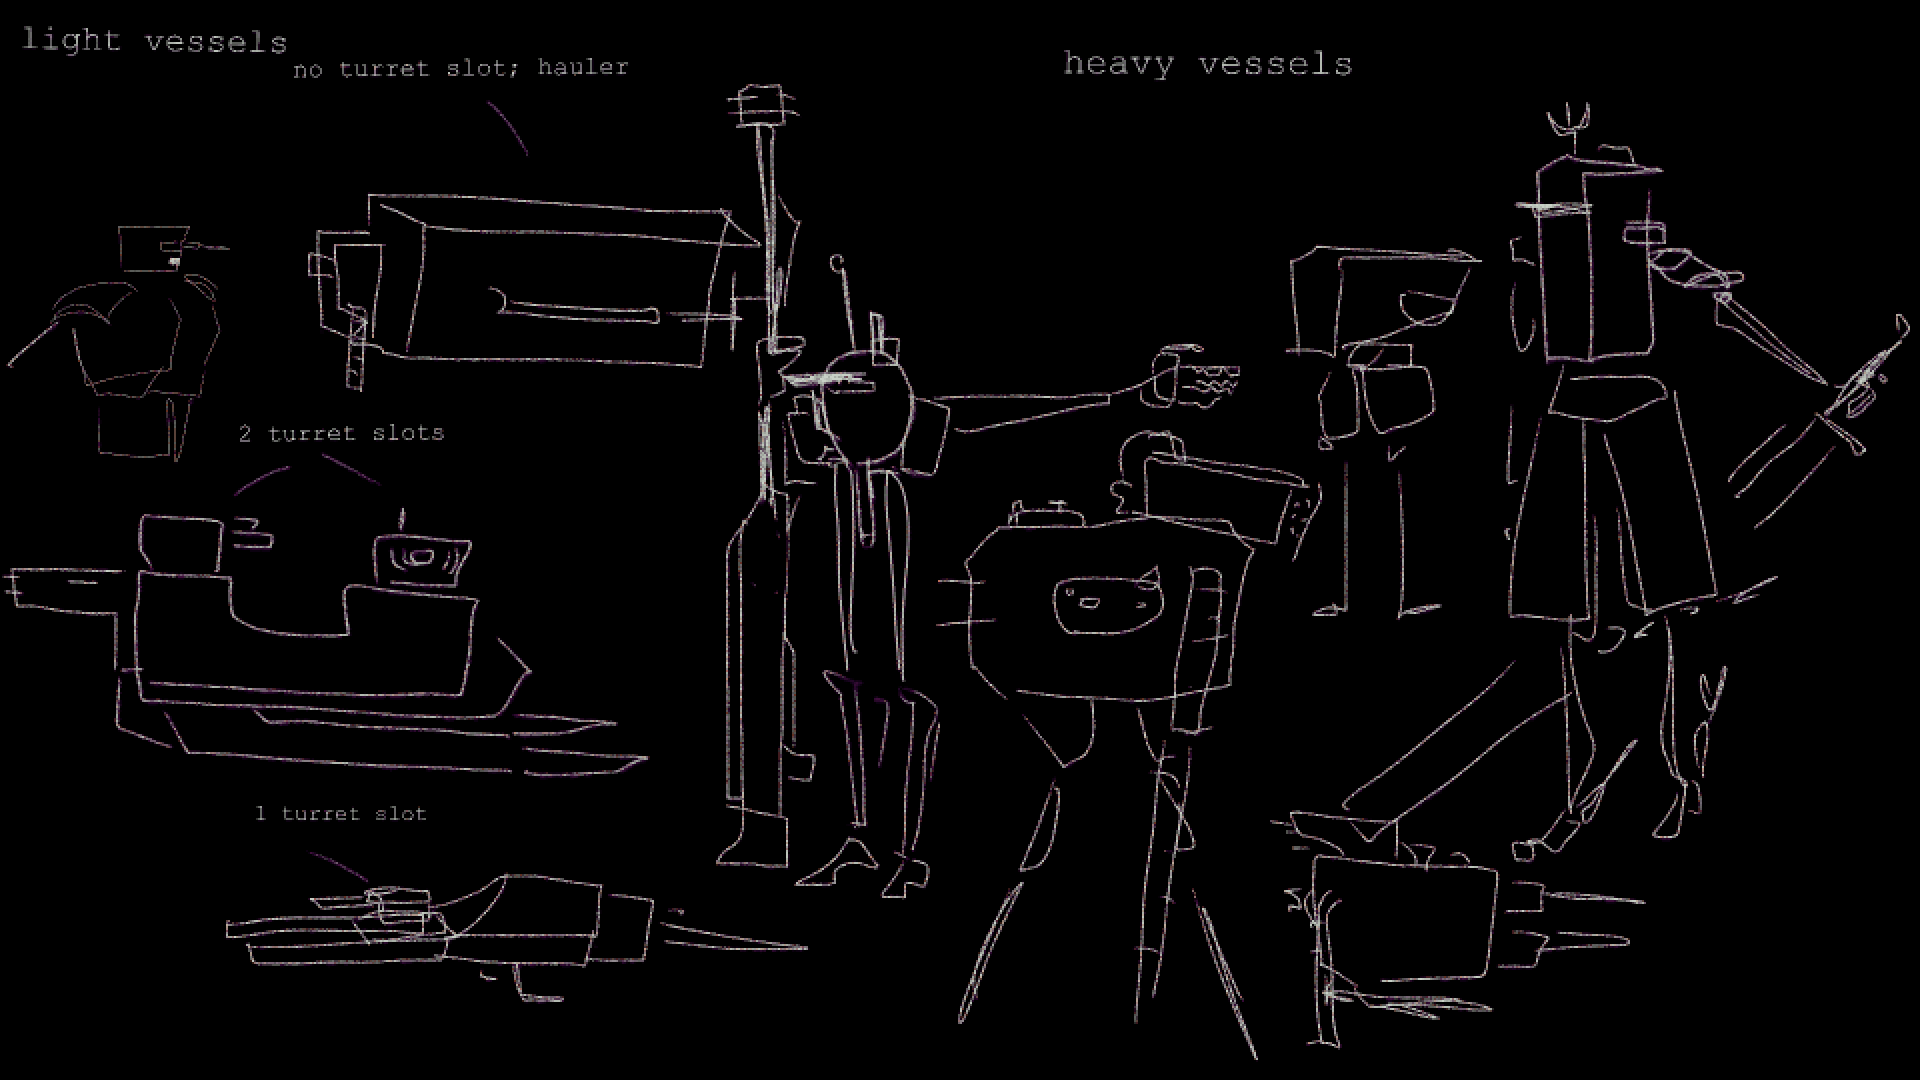 light vessels
no turret slot; hauler
heavy vessels
2 turret slots
1 turret slot